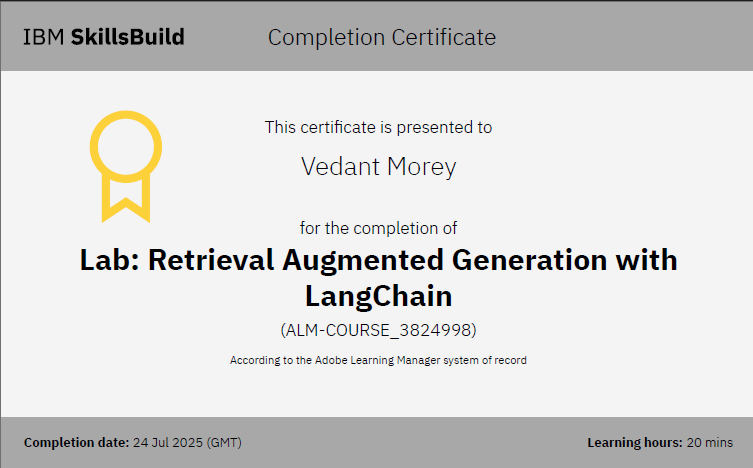 IBM SkillsBuild
Completion Certificate
This certificate is presented to
Vedant Morey
for the completion of
Lab: Retrieval Augmented Generation with
LangChain
(ALM-COURSE_3824998)
According to the Adobe Learning Manager system of record
Completion date: 24 Jul 2025 (GMT)
Learning hours: 20 mins